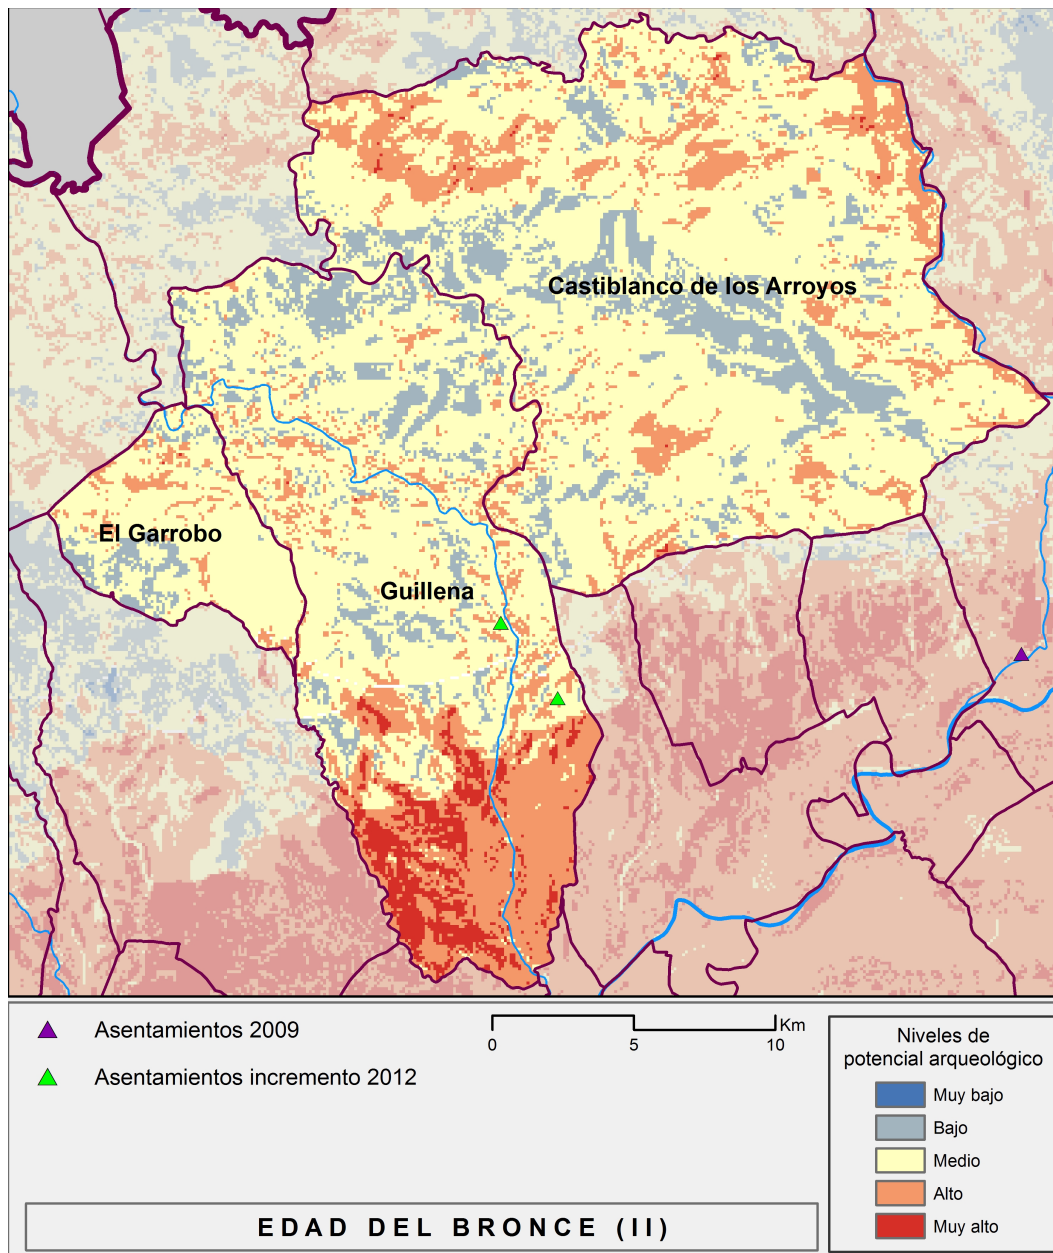 Castiblanco de los Arroyos
El Garrobo
Guillena
Asentamientos 2009
Asentamientos incremento 2012
Km
0 5 10
Niveles de
potencial arqueológico
Muy bajo
Bajo
Medio
Alto
Muy alto
EDAD DEL BRONCE (II)